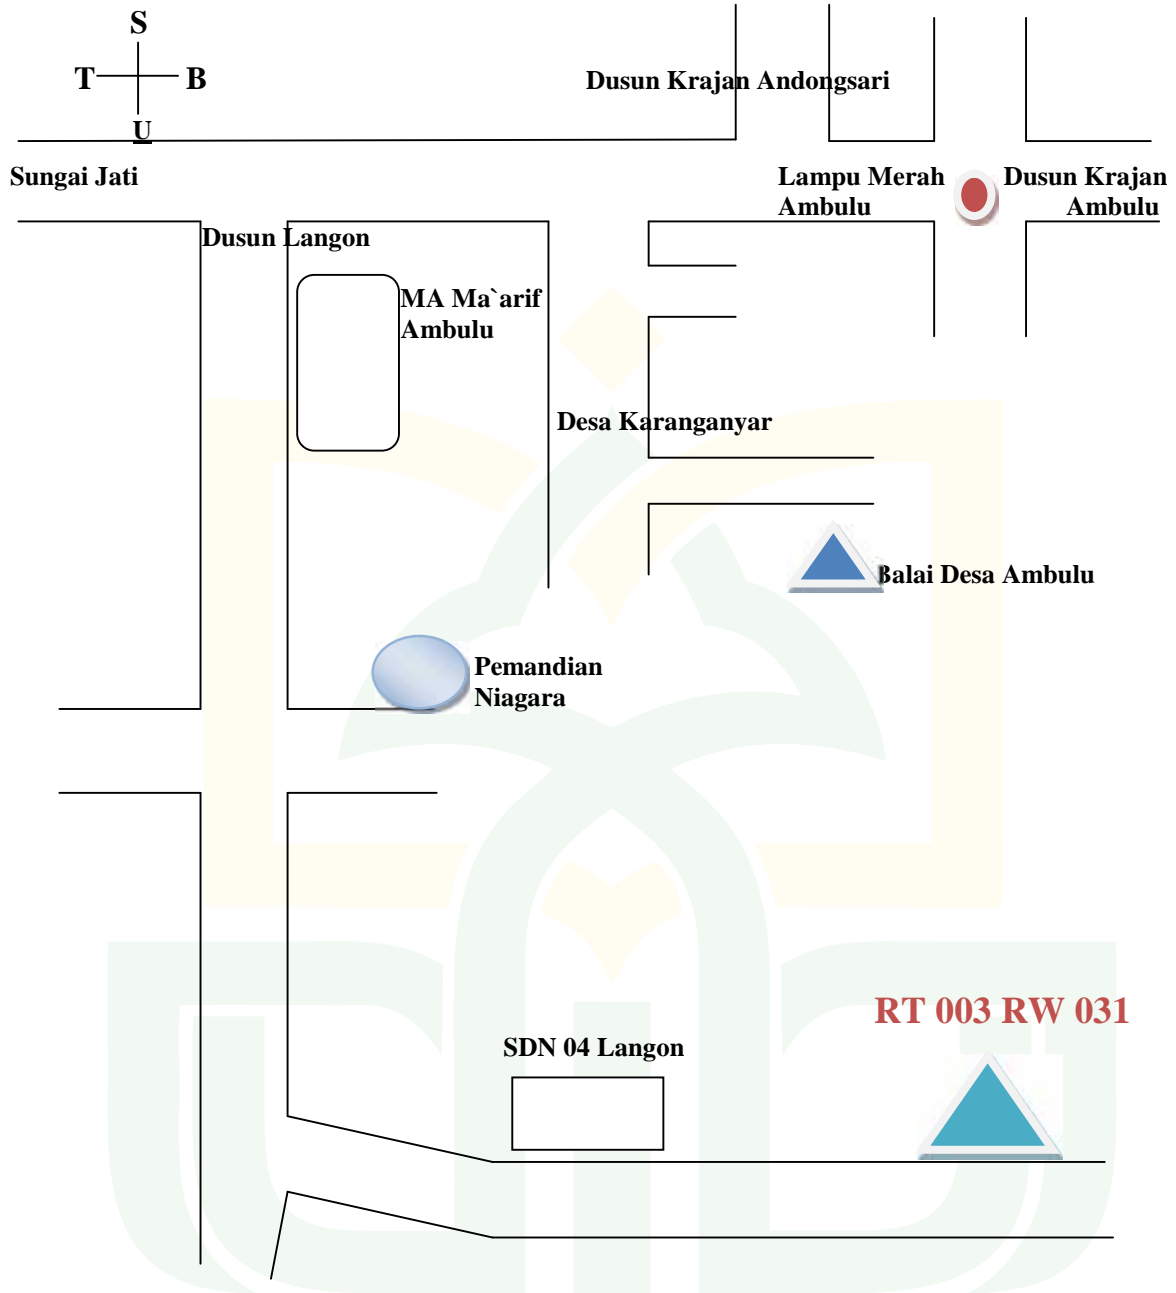 S
T B
U
Dusun Krajan Andongsari
Sungai Jati
Lampu Merah
Ambulu
Dusun Krajan
Ambulu
Dusun Langon
MA Ma`arif
Ambulu
Desa Karanganyar
Balai Desa Ambulu
Pemandian
Niagara
RT 003 RW 031
SDN 04 Langon